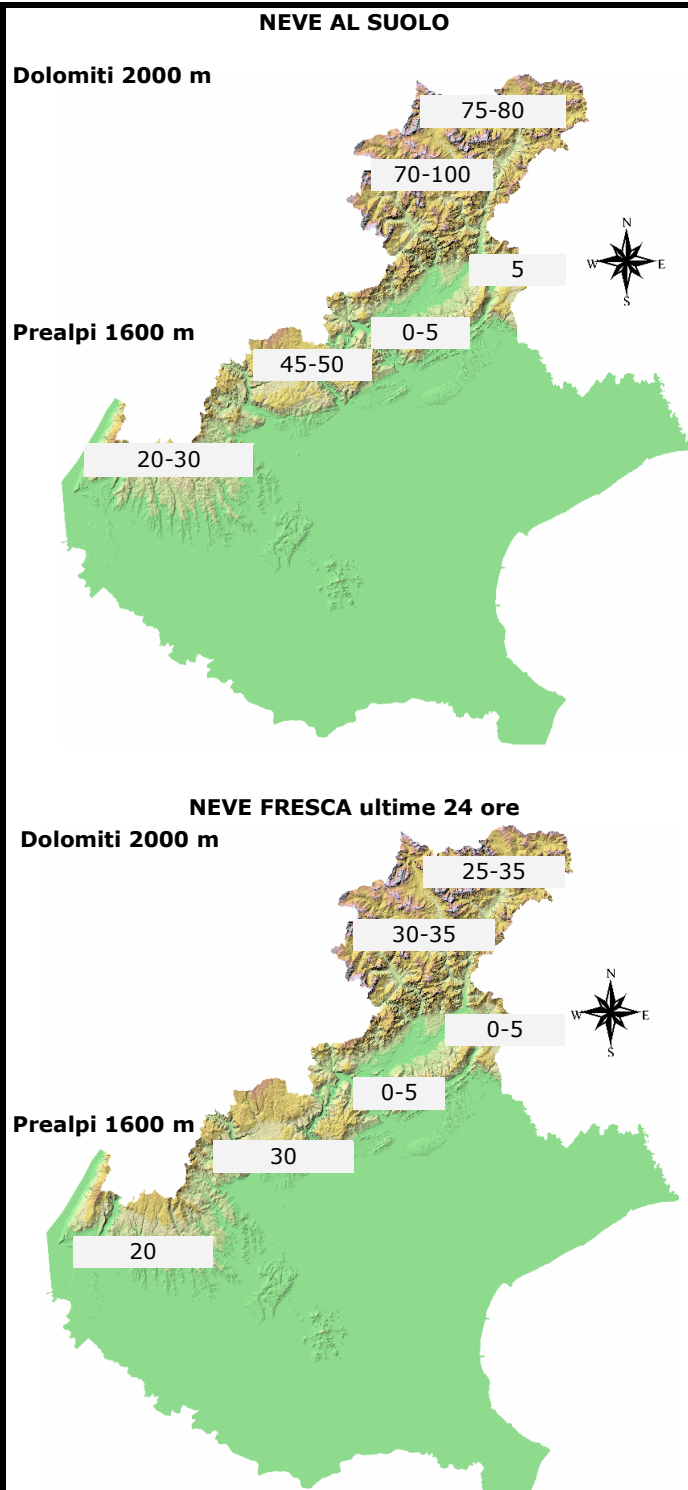 NEVE AL SUOLO
Dolomiti 2000 m
75-80
70-100
N
W E
S
5
Prealpi 1600 m
0-5
45-50
20-30
NEVE FRESCA ultime 24 ore
Dolomiti 2000 m
25-35
30-35
N
W E
S
0-5
0-5
Prealpi 1600 m
30
20